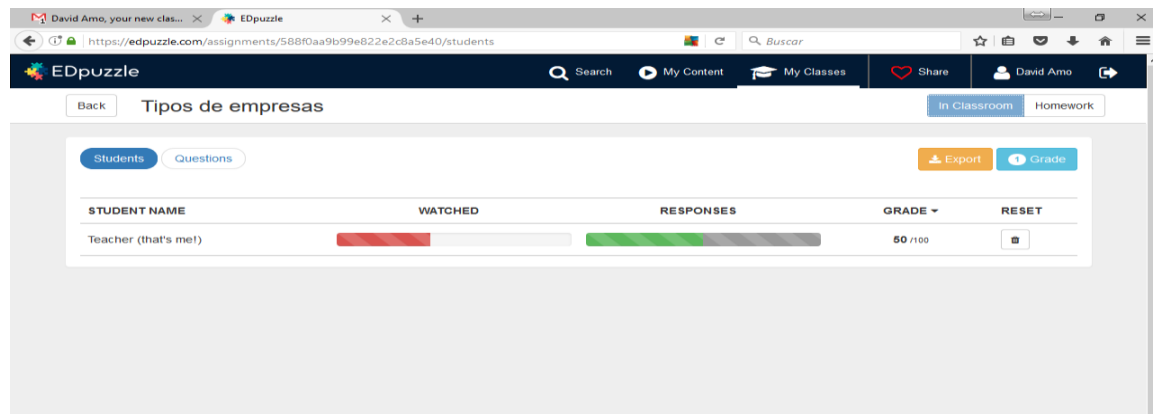 David Amo, your new clas...
EDpuzzle
https://edpuzzle.com/assignments/588f0aa9b99e822e2c8a5e40/students
Buscar
EDpuzzle
Search
My Content
My Classes
Share
David Amo
Back
Tipos de empresas
In Classroom
Homework
Students
Questions
Export
1 Grade
STUDENT NAME WATCHED RESPONSES GRADE RESET
Teacher (that's me!) 50 /100